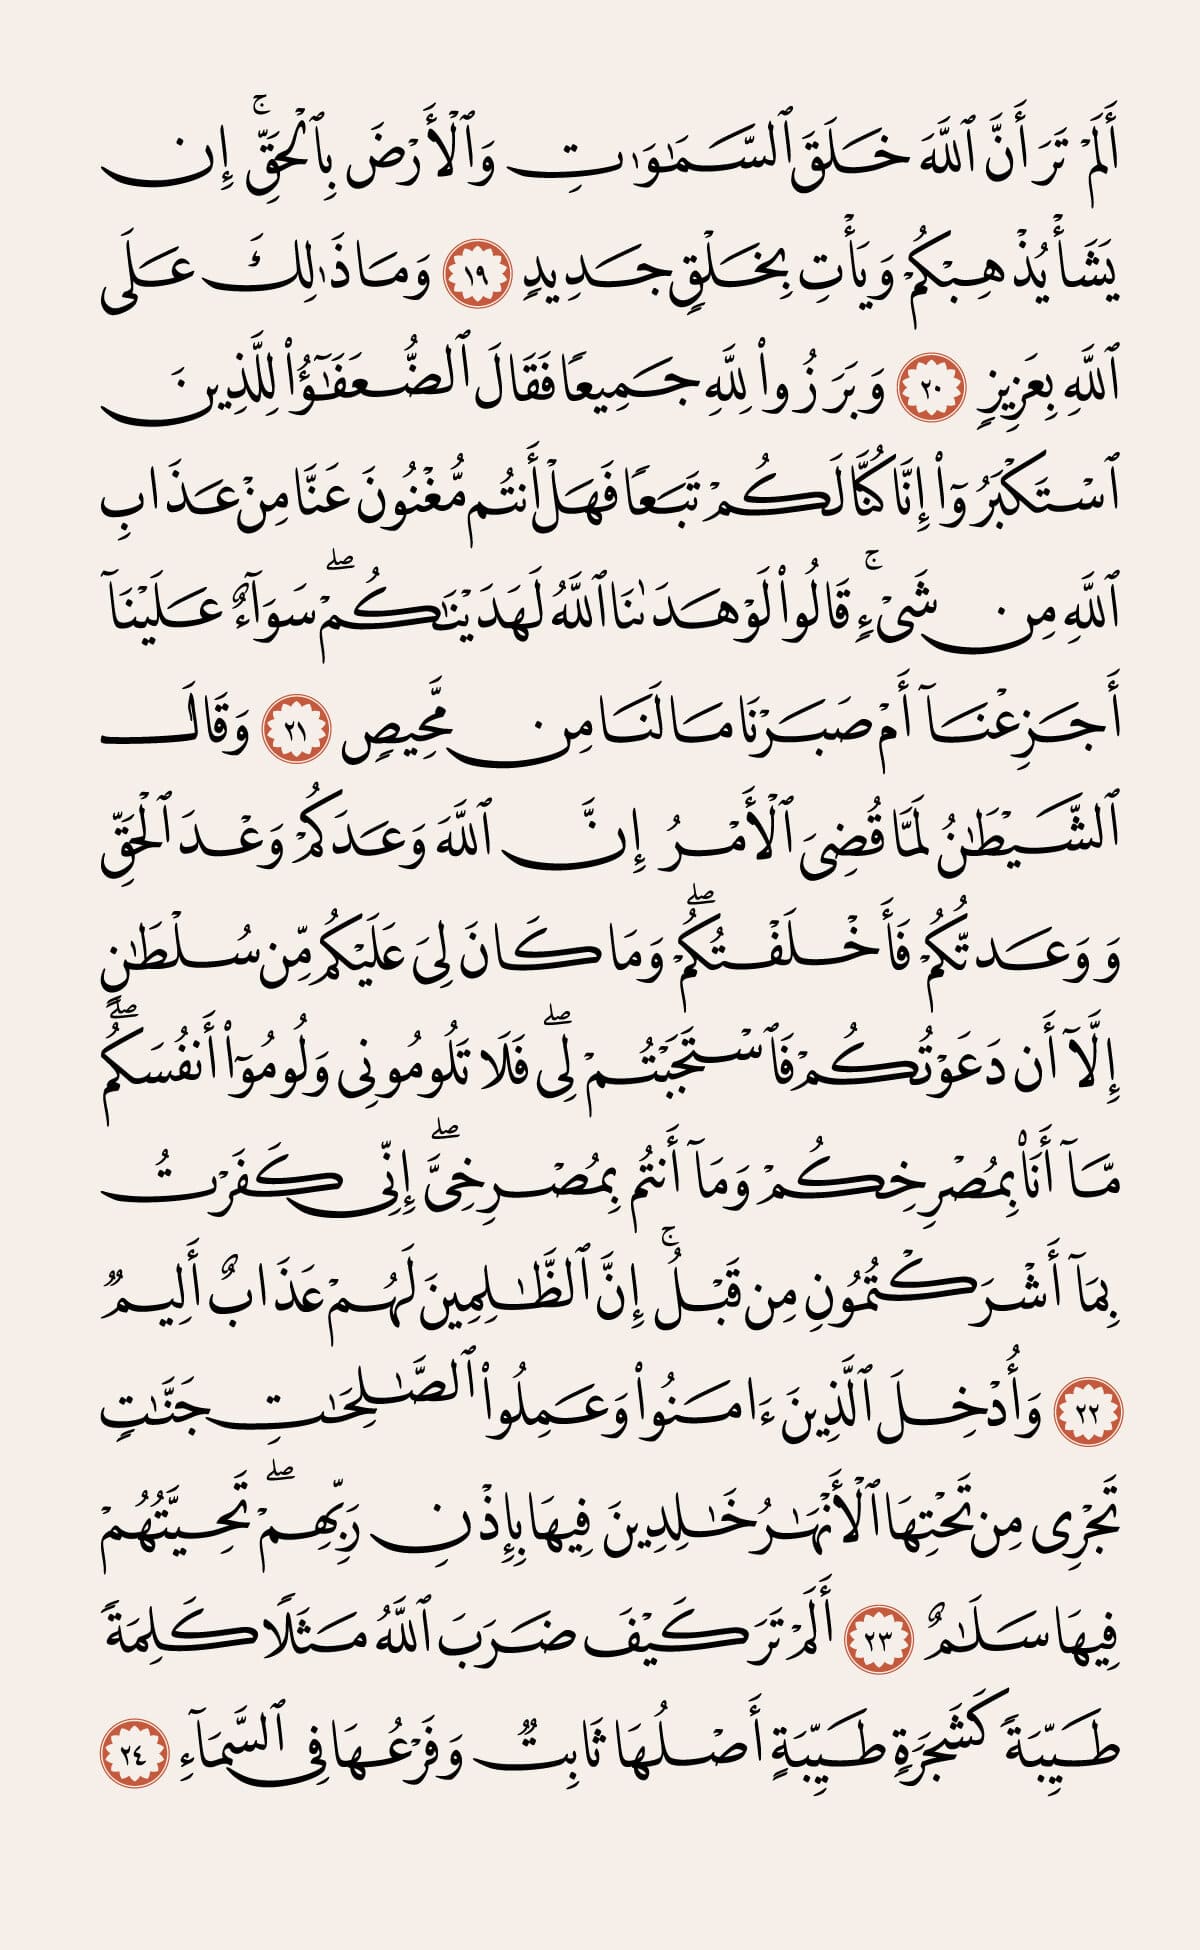 أَلَمْ تَرَ أَنَّ ٱللَّهَ خَلَقَ ٱلسَّمَٰوَٰتِ وَٱلْأَرْضَ بِٱلْحَقِّ ۚ إِن
يَشَأْ يُذْهِبْكُمْ وَيَأْتِ بِخَلْقٍ جَدِيدٍ ١٩ وَمَا ذَٰلِكَ عَلَى
ٱللَّهِ بِعَزِيزٍ ٢٠ وَبَرَزُوا۟ لِلَّهِ جَمِيعًا فَقَالَ ٱلضُّعَفَٰٓؤُا۟ لِلَّذِينَ
ٱسْتَكْبَرُوٓا۟ إِنَّا كُنَّا لَكُمْ تَبَعًا فَهَلْ أَنتُم مُّغْنُونَ عَنَّا مِنْ عَذَابِ
ٱللَّهِ مِن شَىْءٍ ۚ قَالُوا۟ لَوْ هَدَىٰنَا ٱللَّهُ لَهَدَيْنَٰكُمْ ۖ سَوَآءٌ عَلَيْنَآ
أَجَزِعْنَآ أَمْ صَبَرْنَا مَا لَنَا مِن مَّحِيصٍ ٢١ وَقَالَ
ٱلشَّيْطَٰنُ لَمَّا قُضِىَ ٱلْأَمْرُ إِنَّ ٱللَّهَ وَعَدَكُمْ وَعْدَ ٱلْحَقِّ
وَوَعَدتُّكُمْ فَأَخْلَفْتُكُمْ ۖ وَمَا كَانَ لِىَ عَلَيْكُم مِّن سُلْطَٰنٍ
إِلَّآ أَن دَعَوْتُكُمْ فَٱسْتَجَبْتُمْ لِى ۖ فَلَا تَلُومُونِى وَلُومُوٓا۟ أَنفُسَكُم ۖ
مَّآ أَنَا۠ بِمُصْرِخِكُمْ وَمَآ أَنتُم بِمُصْرِخِىَّ ۖ إِنِّى كَفَرْتُ
بِمَآ أَشْرَكْتُمُونِ مِن قَبْلُ ۗ إِنَّ ٱلظَّٰلِمِينَ لَهُمْ عَذَابٌ أَلِيمٌ
٢٢ وَأُدْخِلَ ٱلَّذِينَ ءَامَنُوا۟ وَعَمِلُوا۟ ٱلصَّٰلِحَٰتِ جَنَّٰتٍ
تَجْرِى مِن تَحْتِهَا ٱلْأَنْهَٰرُ خَٰلِدِينَ فِيهَا بِإِذْنِ رَبِّهِمْ ۖ تَحِيَّتُهُمْ
فِيهَا سَلَٰمٌ ٢٣ أَلَمْ تَرَ كَيْفَ ضَرَبَ ٱللَّهُ مَثَلًا كَلِمَةً
طَيِّبَةً كَشَجَرَةٍ طَيِّبَةٍ أَصْلُهَا ثَابِتٌ وَفَرْعُهَا فِى ٱلسَّمَآءِ ٢٤